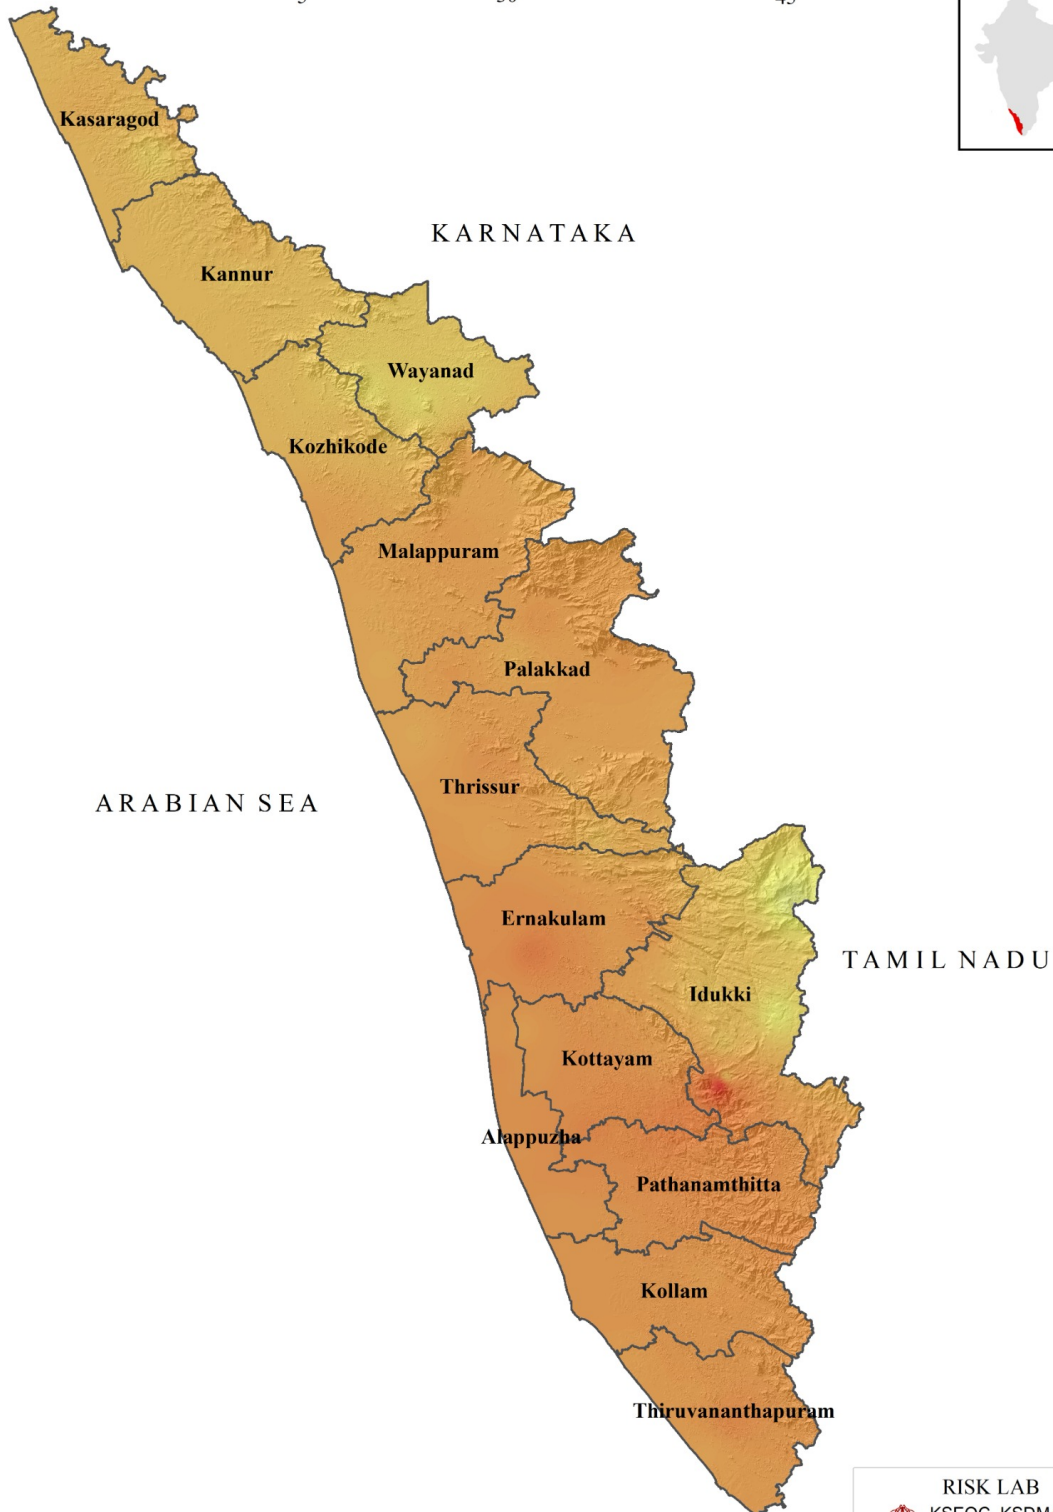 Kasaragod
KARNATAKA
Kannur
Wayanad
Kozhikode
Malappuram
Palakkad
Thrissur
ARABIAN SEA
Ernakulam
TAMIL NADU
Idukki
Kottayam
Alappuzha
Pathanamthitta
Kollam
Thiruvananthapuram
RISK LAB